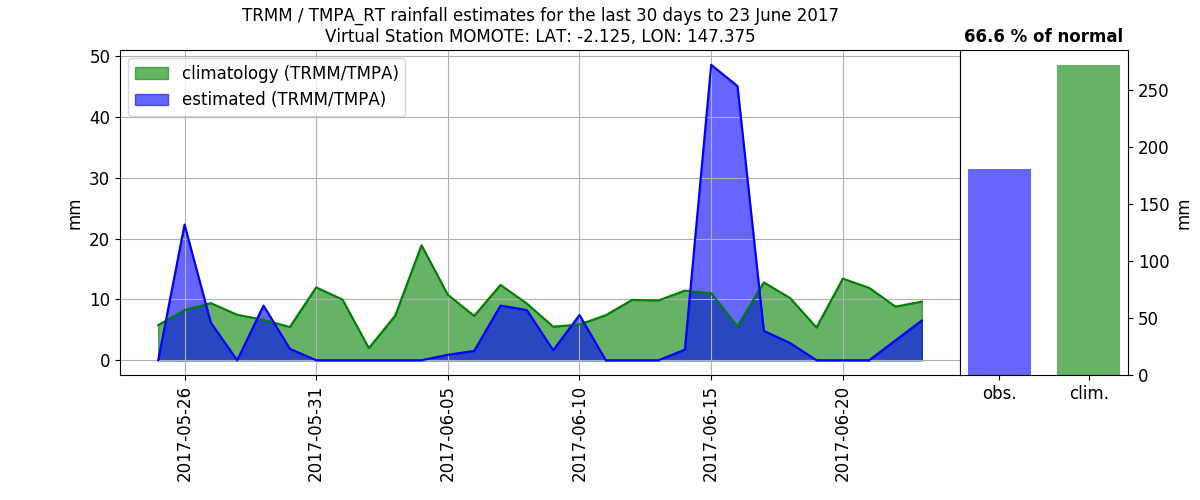 TRMM / TMPA_RT rainfall estimates for the last 30 days to 23 June 2017
Virtual Station MOMOTE: LAT: -2.125, LON: 147.375
66.6 % of normal
climatology (TRMM/TMPA)
estimated (TRMM/TMPA)
50
40
30
20
10
0
mm
2017-05-26
2017-05-31
2017-06-05
2017-06-10
2017-06-15
2017-06-20
250
200
150
100
50
0
mm
obs.
clim.